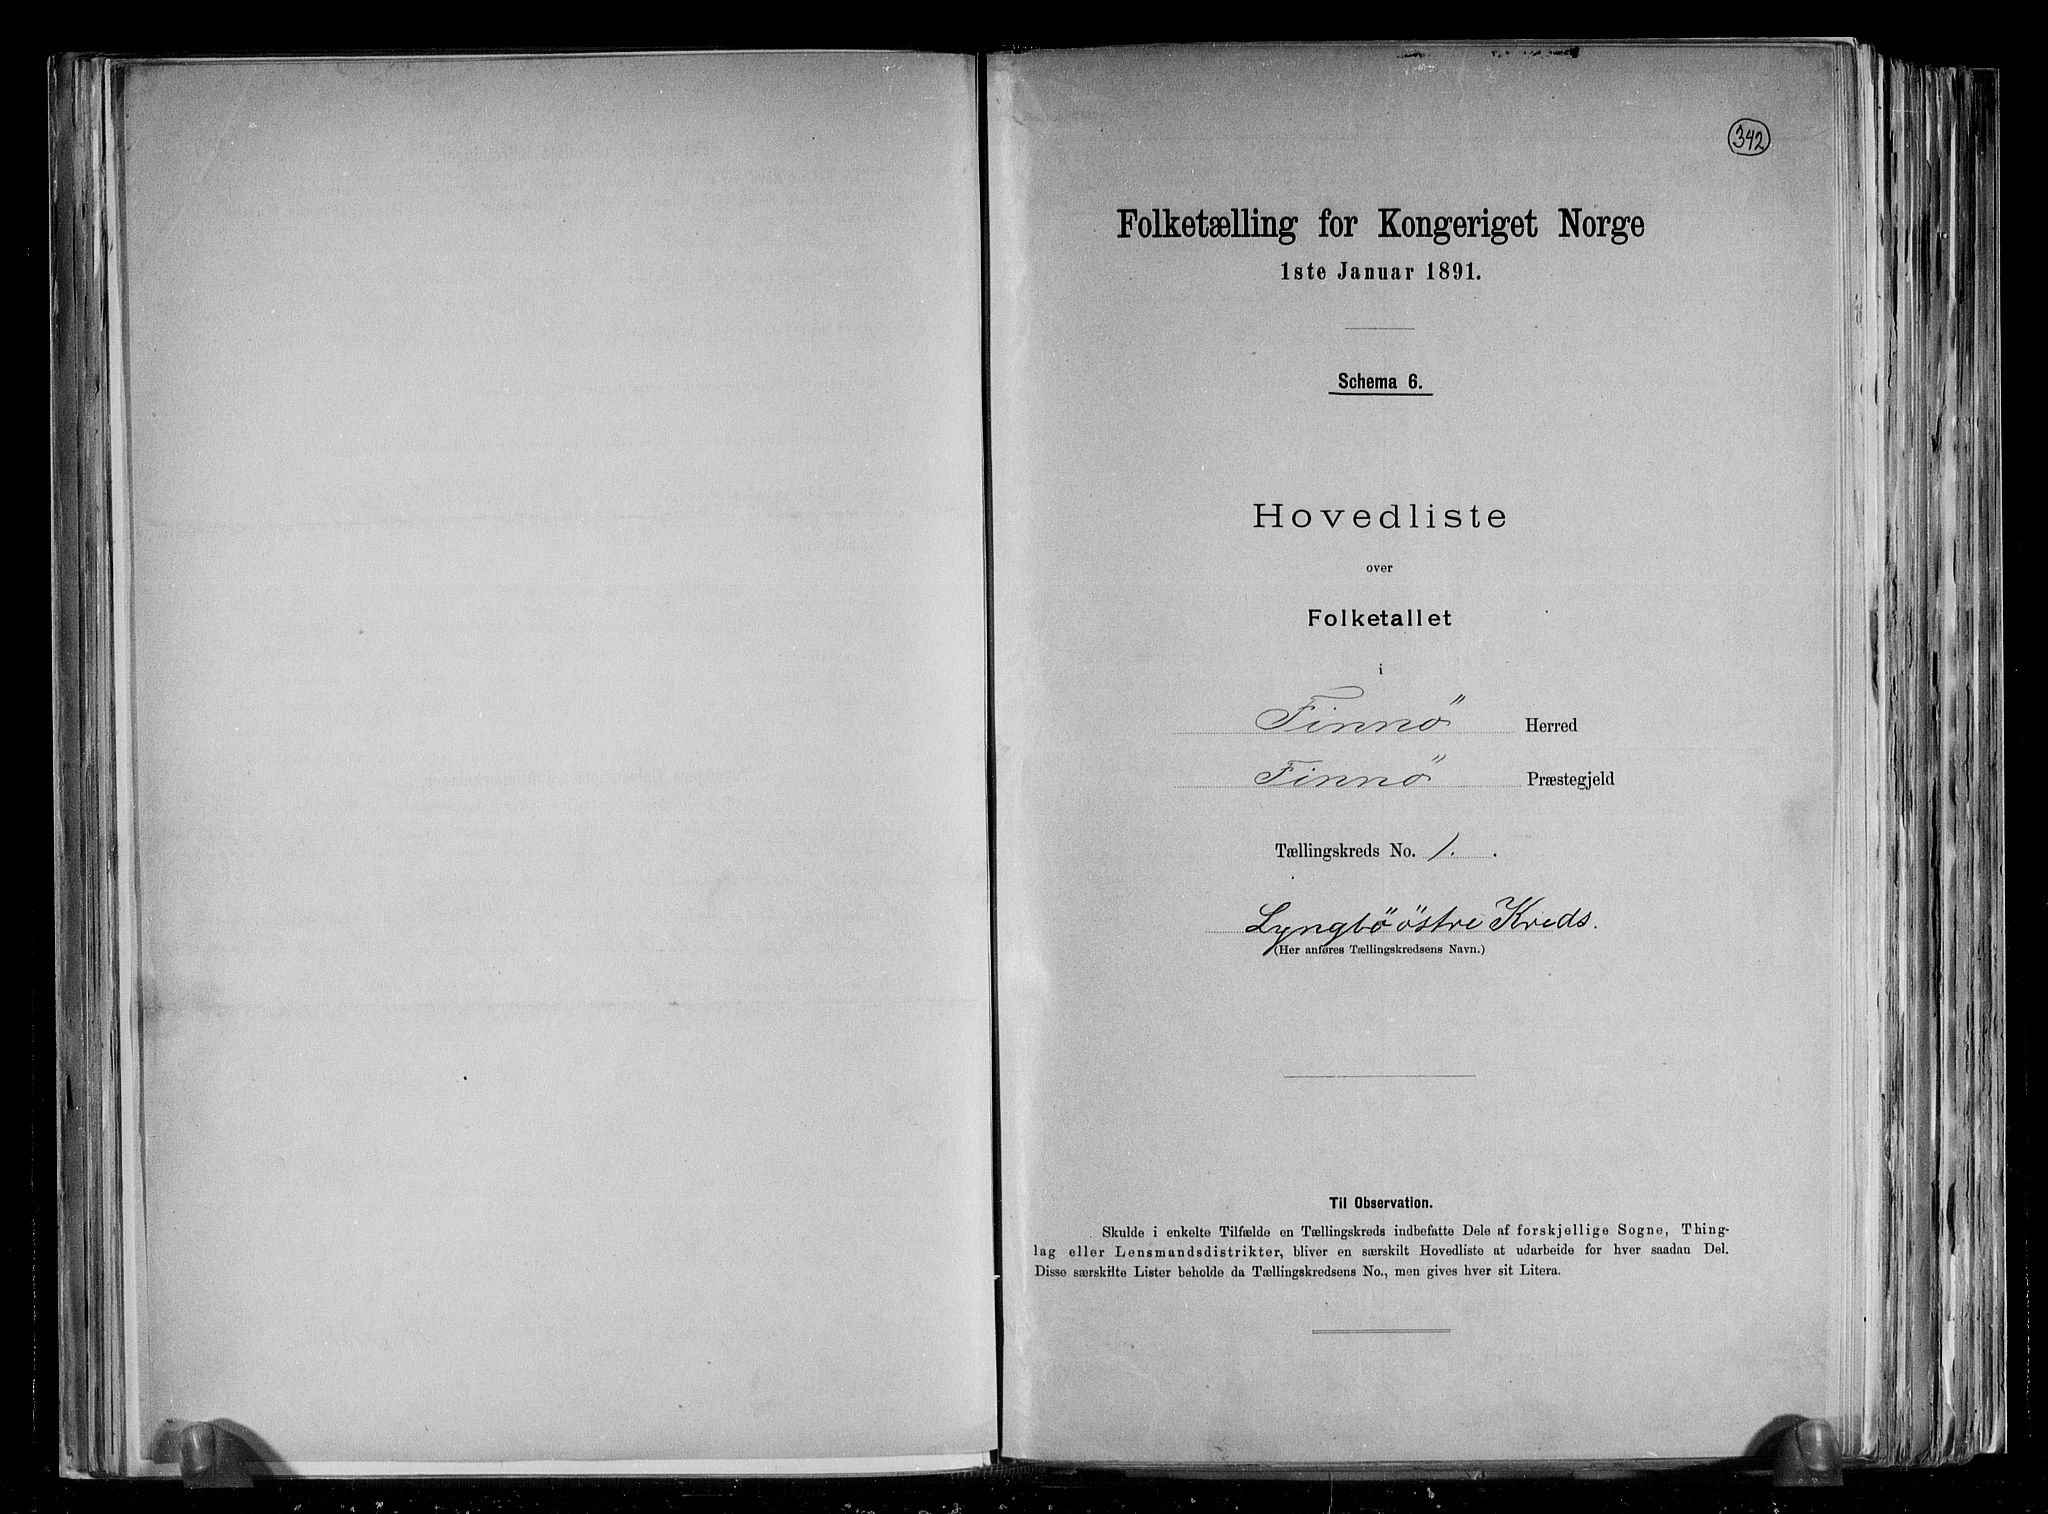 342
Folketælling for Kongeriget Norge
1ste Januar 1891.
Schema 6.
Hovedliste
over
Folketallet
i
Finnö Herred
Finnö Præstegjeld
Tællingskreds No. 1. .
Lyngbö östre Kreds.
(Her anføres Tællingskredsens Navn.)
Til Observation.
Skulde i enkelte Tilfælde en Tællingskreds indbefatte Dele af forskjellige Sogne, Thing-
lag eller Lensmandsdistrikter, bliver en særskilt Hovedliste at udarbeide for hver saadan Del.
Disse særskilte Lister beholde da Tællingskredsens No., men gives hver sit Litera.